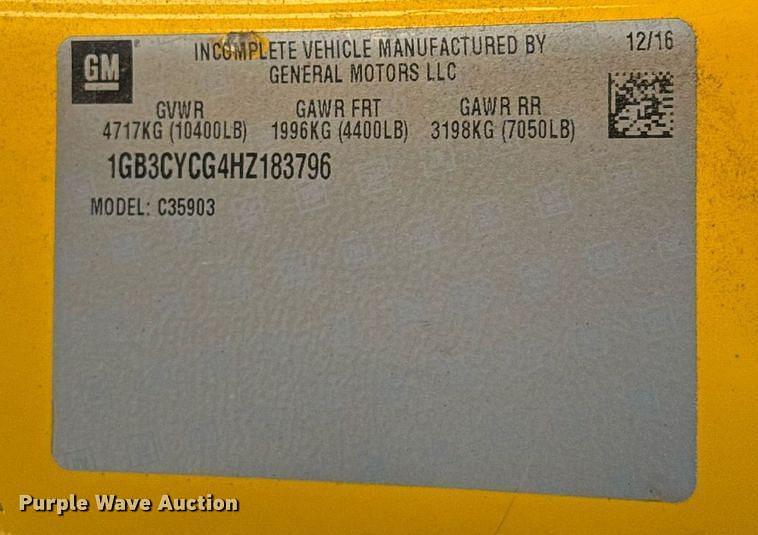 GM
INCOMPLETE VEHICLE MANUFACTURED BY
GENERAL MOTORS LLC
12/16
GVWR GAWR FRT GAWR RR
4717KG (10400LB) 1996KG (4400LB) 3198KG (7050LB)
1GB3CYCG4HZ183796
MODEL: C35903
Purple Wave Auction